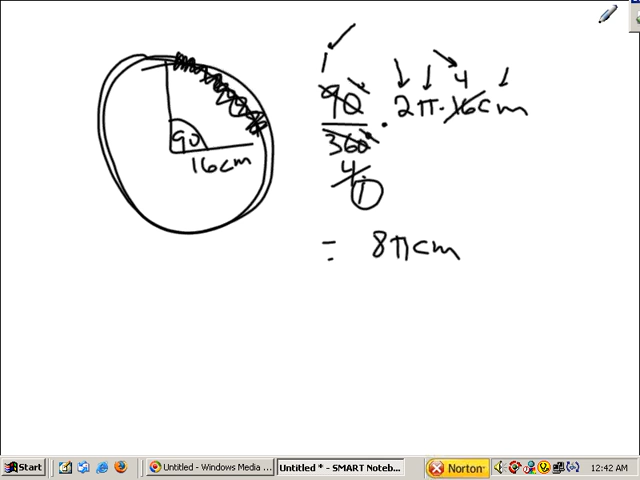 90
16cm
1
4
90° · 2π·16cm
360°
4
1
= 8πcm
Start
Untitled - Windows Media ...
Untitled * - SMART Noteb...
Norton
12:42 AM